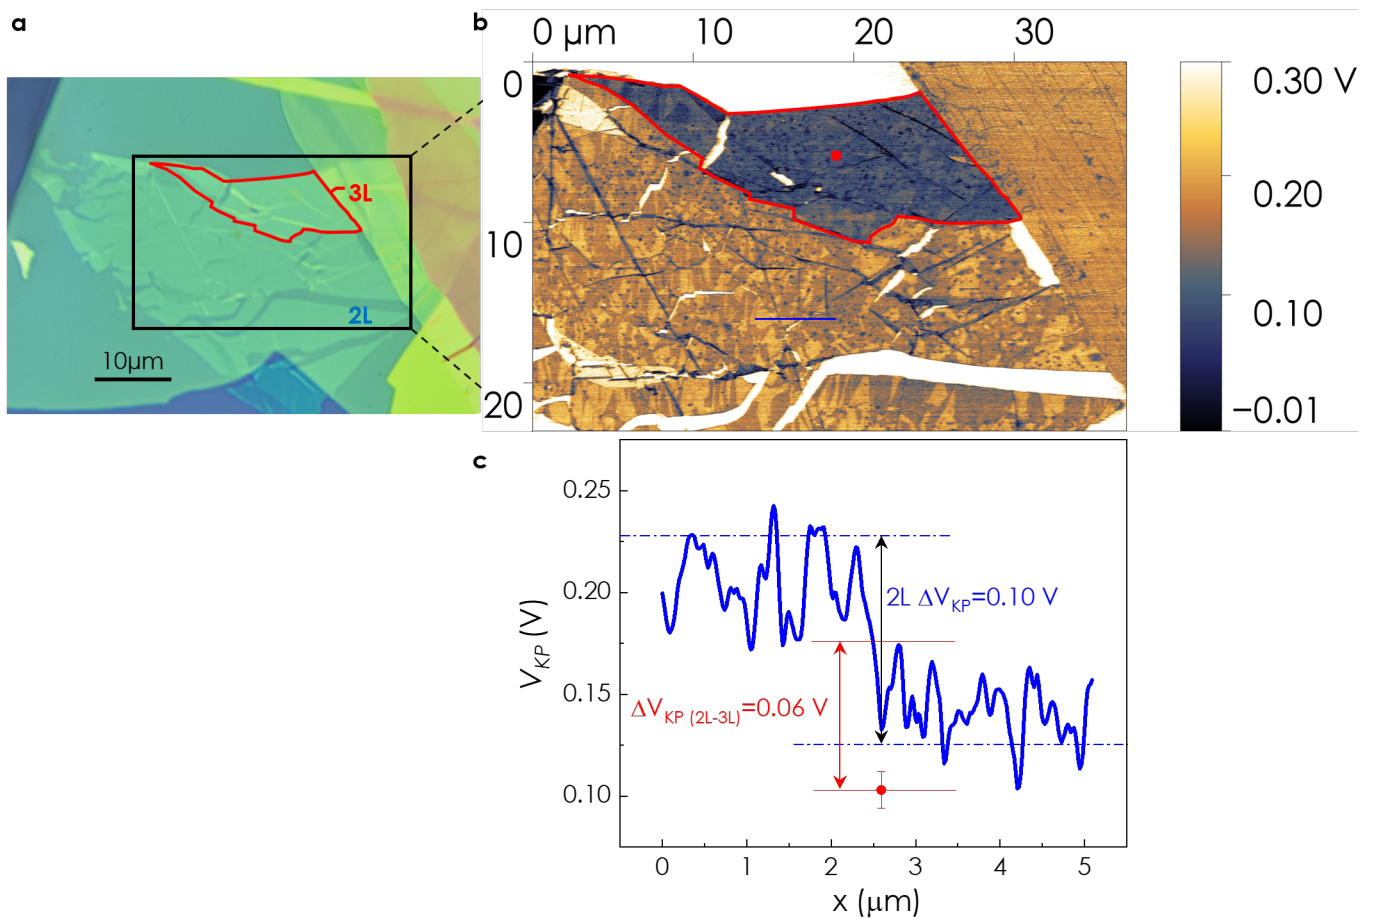 a
3L
2L
10μm
b
0 μm 10 20 30
0
10
20
0.30 V
0.20
0.10
−0.01
c
0.25
0.20
0.15
0.10
V_KP (V)
2L ΔV_KP=0.10 V
ΔV_KP (2L-3L)=0.06 V
0 1 2 3 4 5
x (μm)